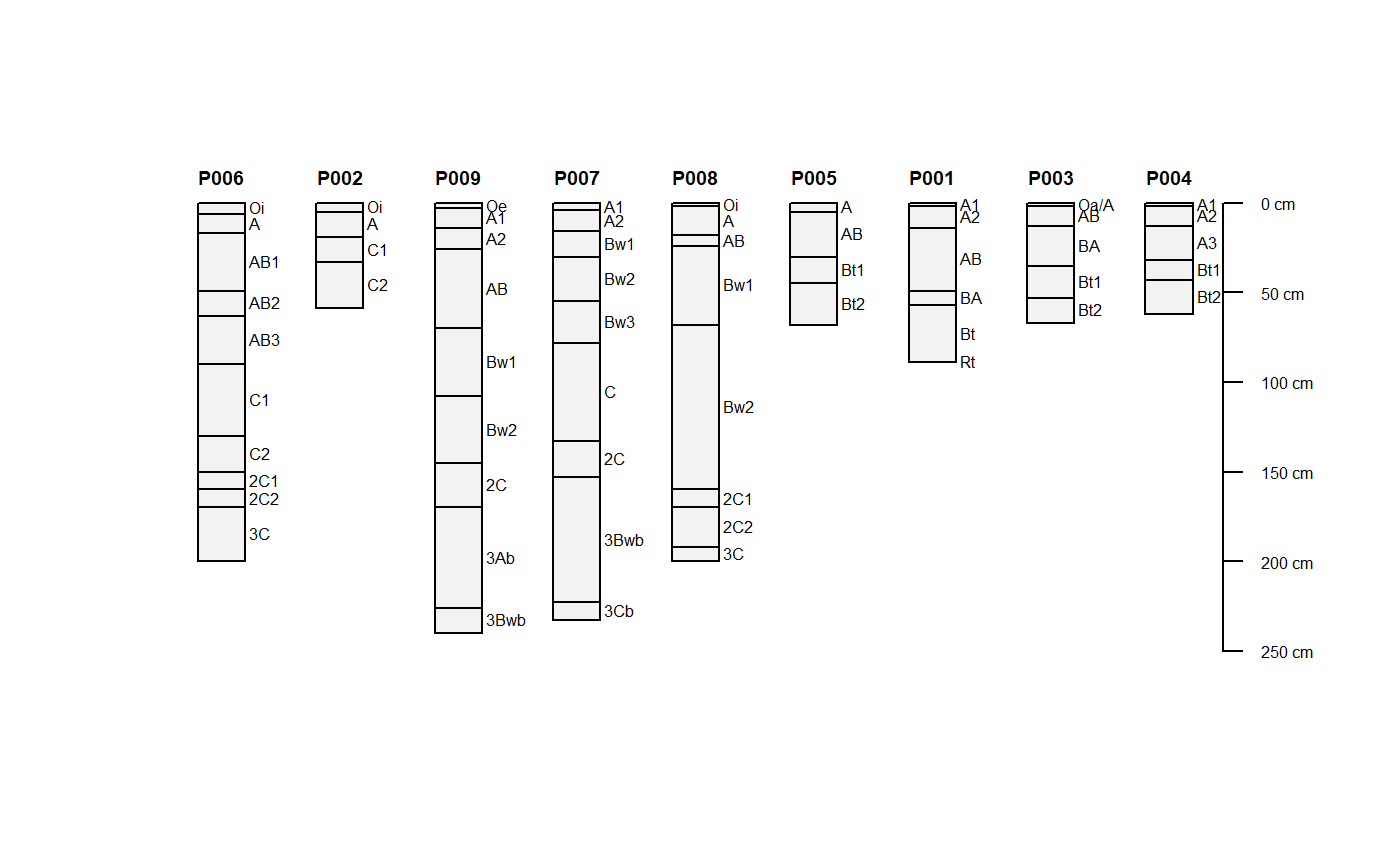 P006 P002 P009 P007 P008 P005 P001 P003 P004
Oi
A
AB1
AB2
AB3
C1
C2
2C1
2C2
3C
Oi
A
C1
C2
Oe
A1
A2
AB
Bw1
Bw2
2C
3Ab
3Bwb
A1
A2
Bw1
Bw2
Bw3
C
2C
3Bwb
3Cb
Oi
A
AB
Bw1
Bw2
2C1
2C2
3C
A
AB
Bt1
Bt2
A1
A2
AB
BA
Bt
Rt
Oa/A
AB
BA
Bt1
Bt2
A1
A2
A3
Bt1
Bt2
0 cm
50 cm
100 cm
150 cm
200 cm
250 cm